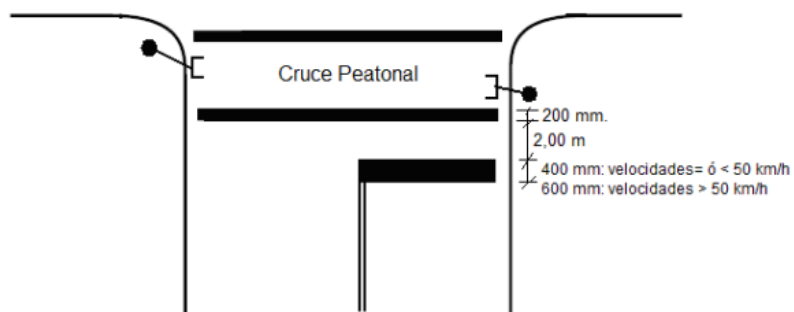 Cruce Peatonal
200 mm.
2,00 m
400 mm: velocidades= ó < 50 km/h
600 mm: velocidades > 50 km/h